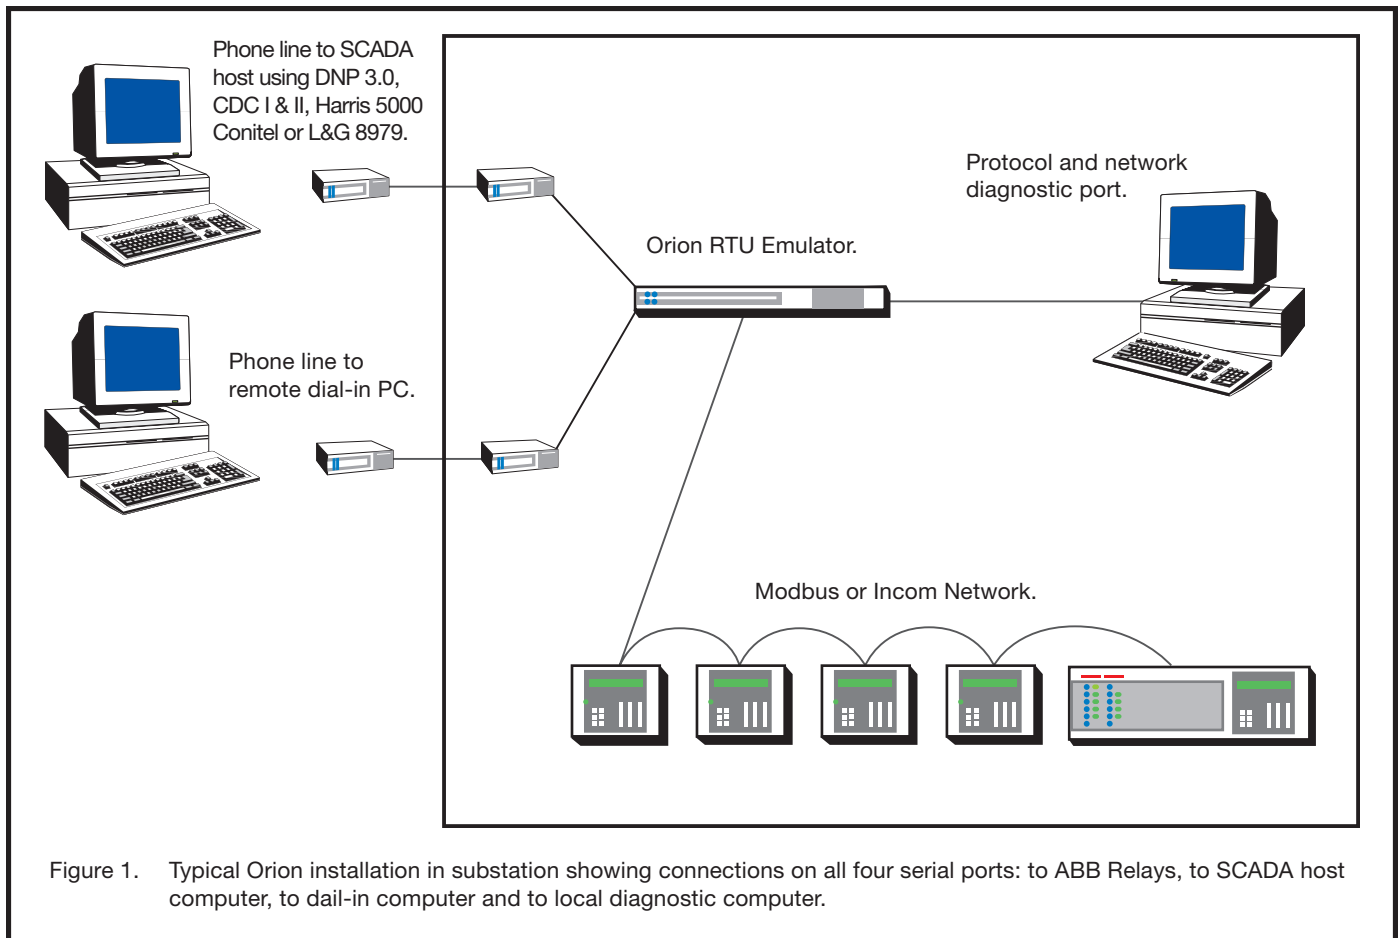 Phone line to SCADA
host using DNP 3.0,
CDC I & II, Harris 5000
Conitel or L&G 8979.
Protocol and network
diagnostic port.
Orion RTU Emulator.
Phone line to
remote dial-in PC.
Modbus or Incom Network.
Figure 1. Typical Orion installation in substation showing connections on all four serial ports: to ABB Relays, to SCADA host
computer, to dail-in computer and to local diagnostic computer.